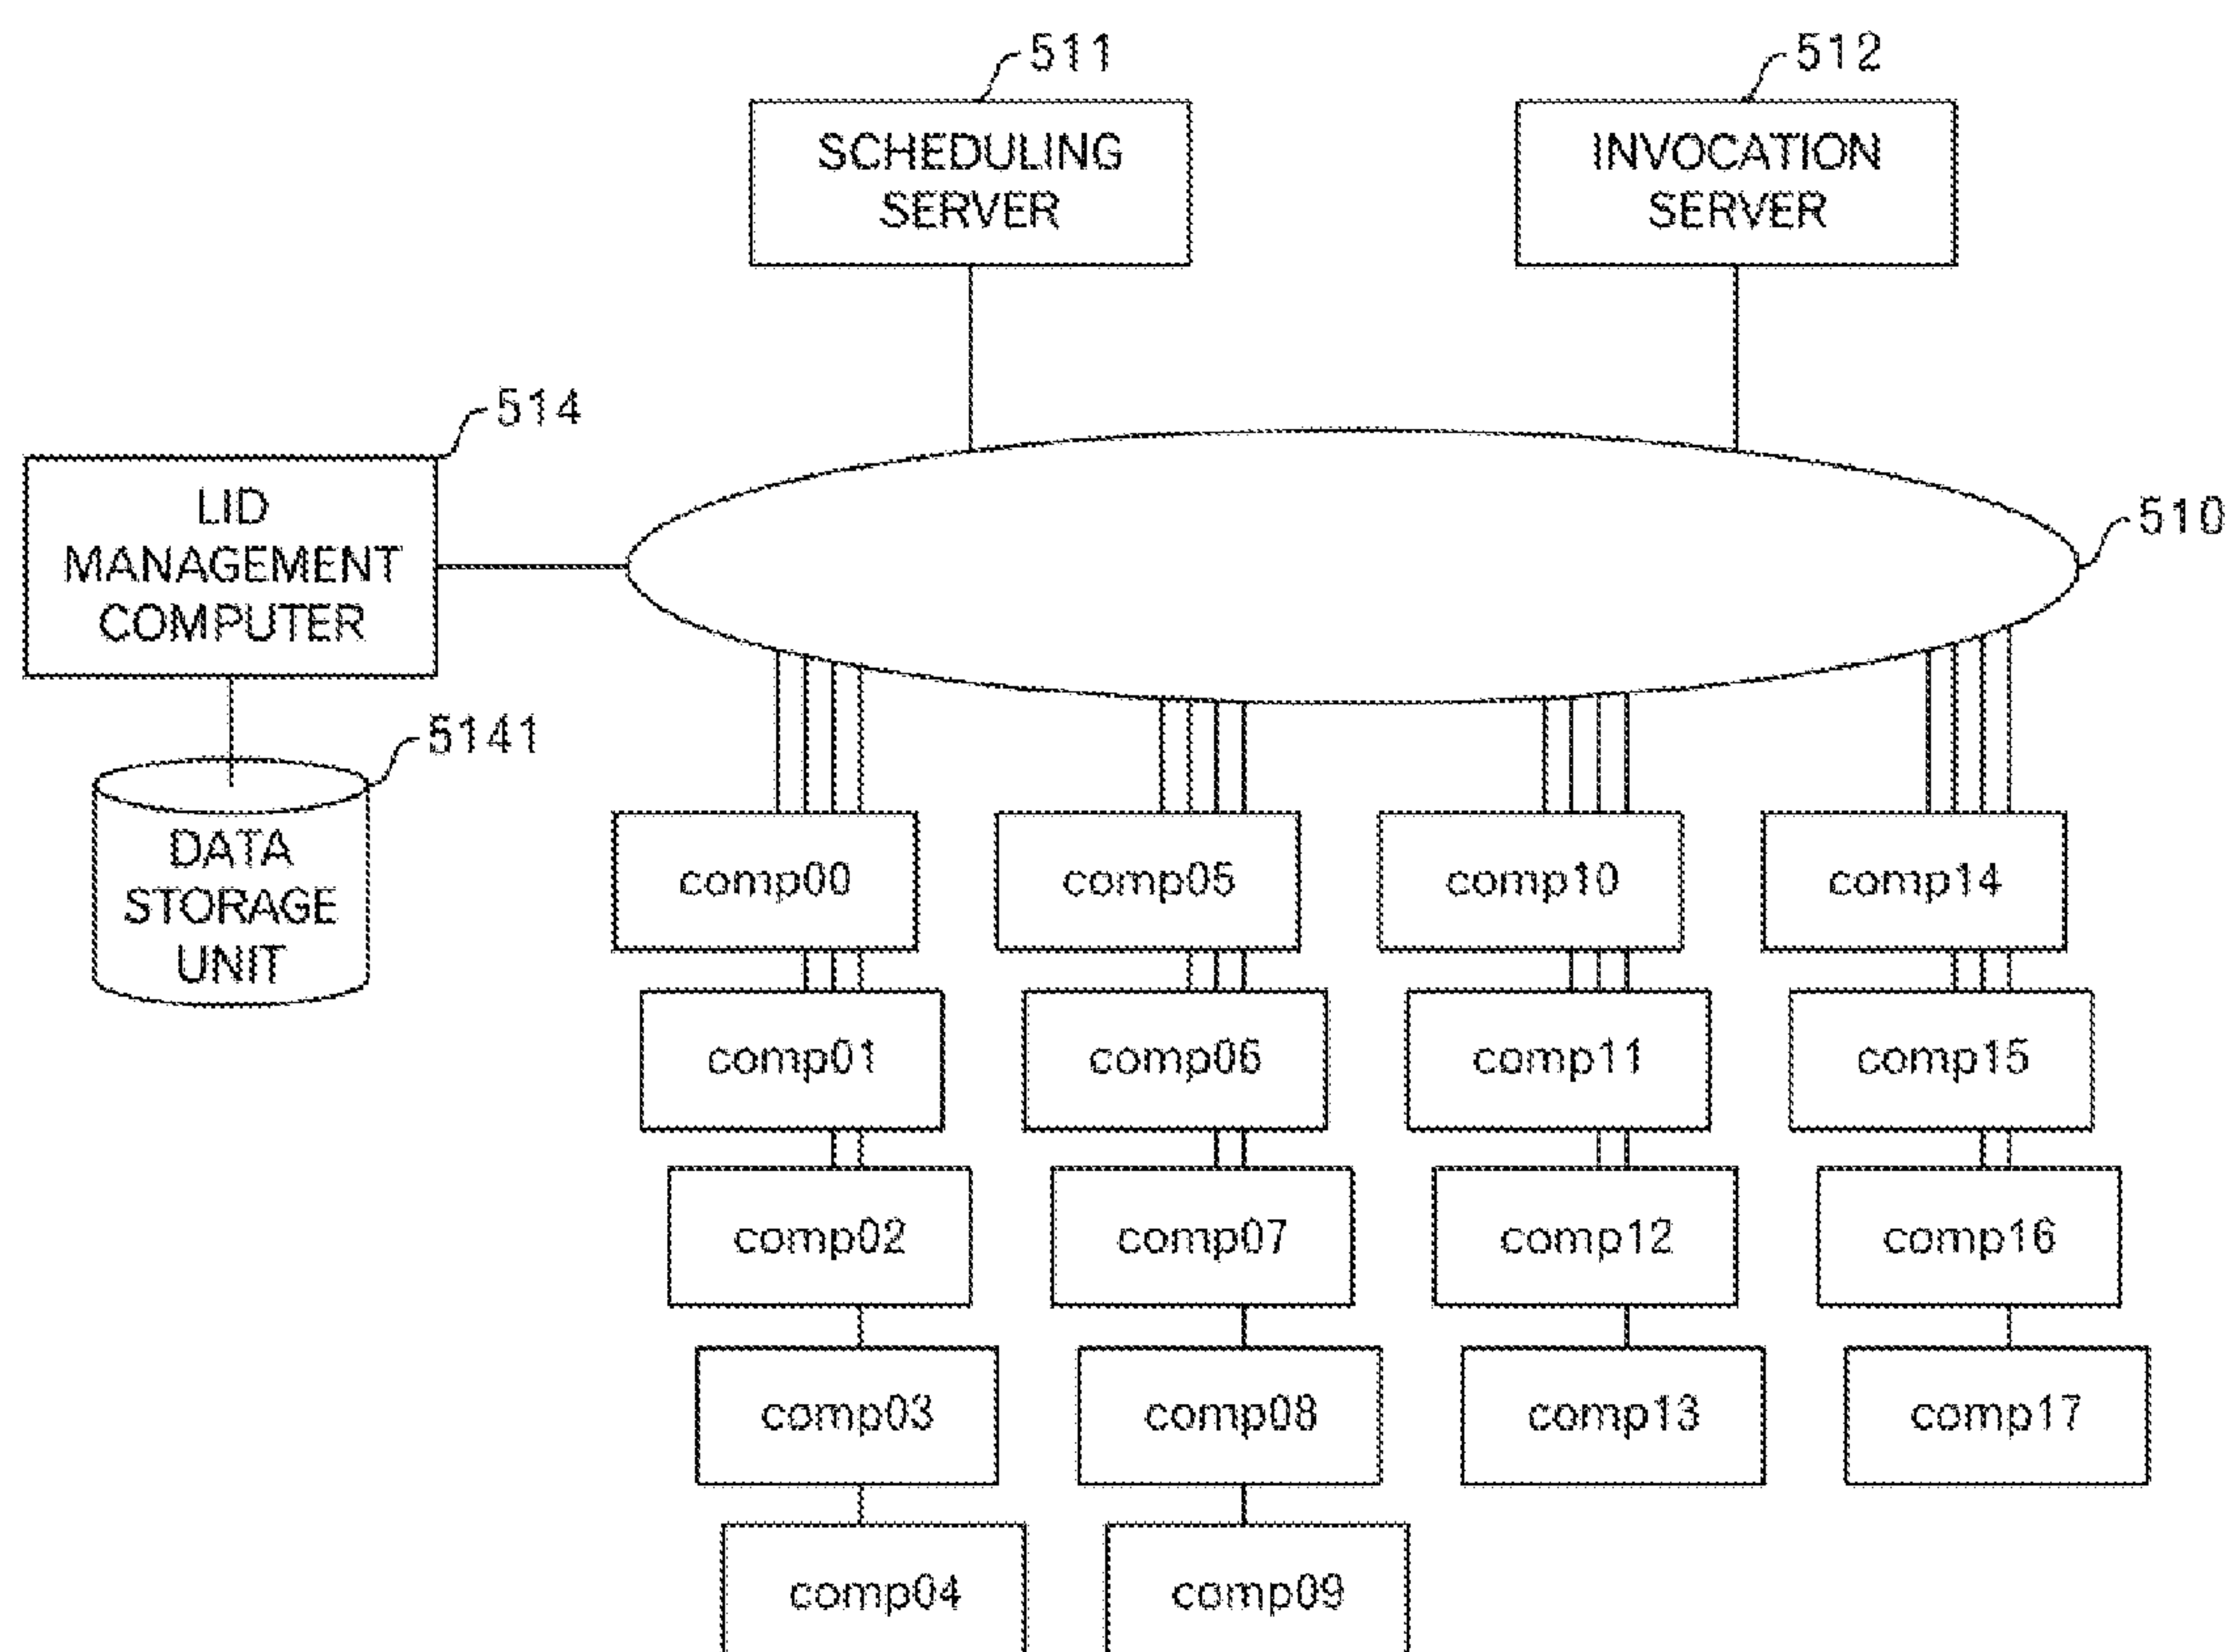 511
512
SCHEDULING
SERVER
INVOCATION
SERVER
514
LID
MANAGEMENT
COMPUTER
510
5141
DATA
STORAGE
UNIT
comp00
comp05
comp10
comp14
comp01
comp06
comp11
comp15
comp02
comp07
comp12
comp16
comp03
comp08
comp13
comp17
comp04
comp09